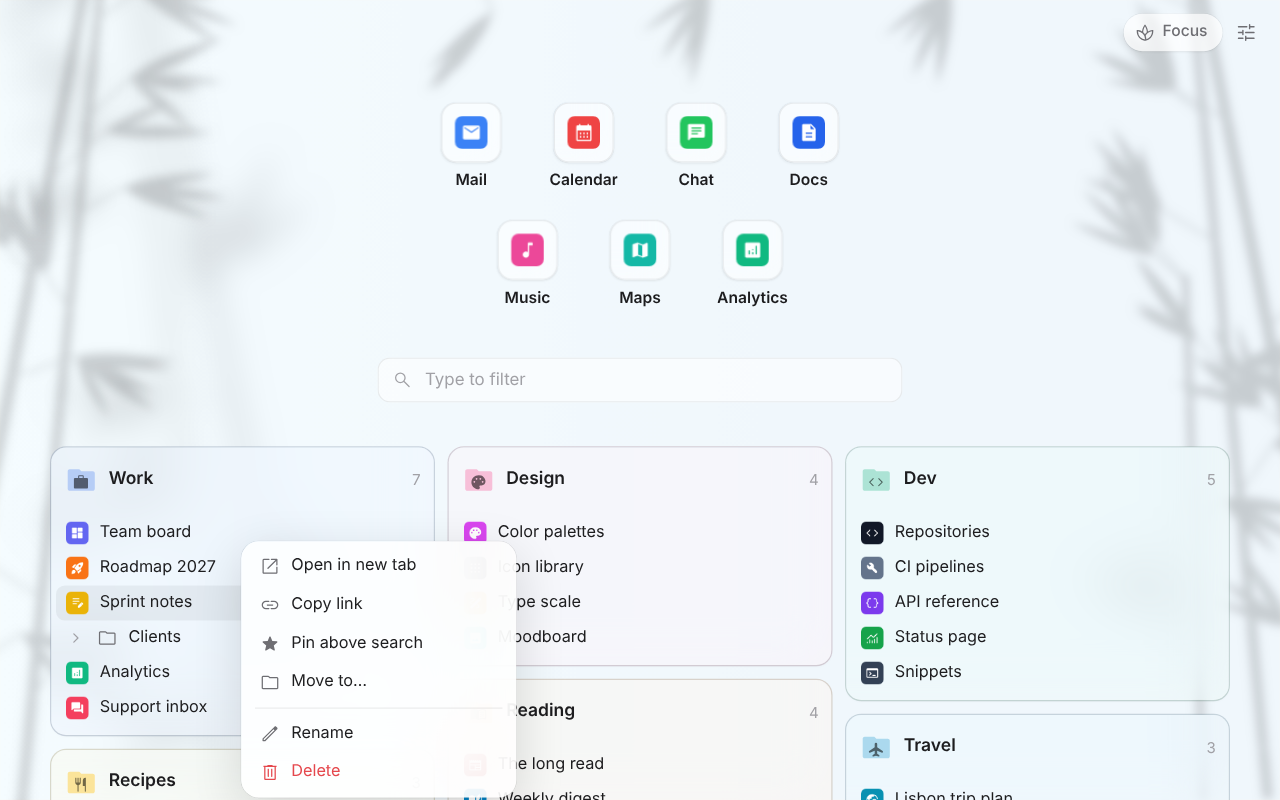 Focus
Mail
Calendar
Chat
Docs
Music
Maps
Analytics
Type to filter
Work
7
Team board
Roadmap 2027
Sprint notes
Clients
Analytics
Support inbox
Recipes
Open in new tab
Copy link
Pin above search
Move to...
Rename
Delete
Design
4
Color palettes
Icon library
Type scale
Moodboard
Reading
4
The long read
Weekly digest
Dev
5
Repositories
CI pipelines
API reference
Status page
Snippets
Travel
3
Lisbon trip plan